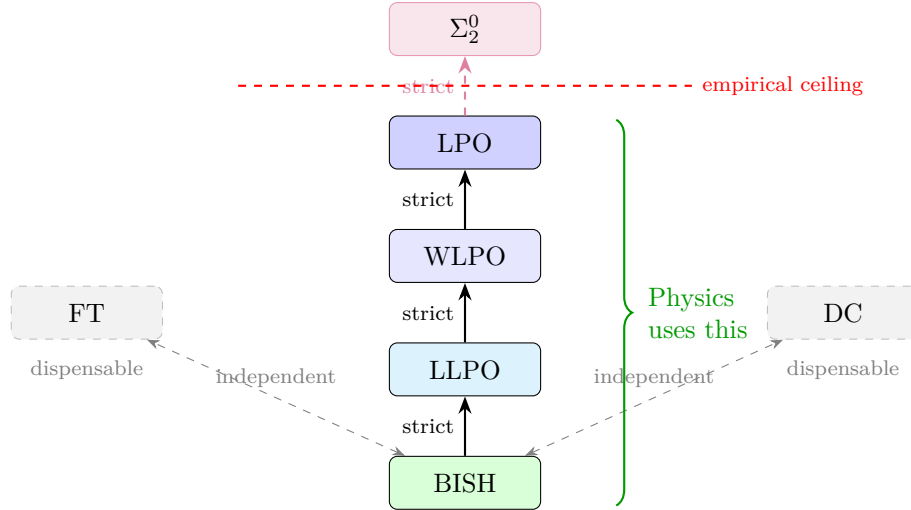 Σ⁰₂
strict
empirical ceiling
LPO
strict
WLPO
Physics
uses this
FT
DC
strict
dispensable
independent
LLPO
independent
dispensable
strict
BISH